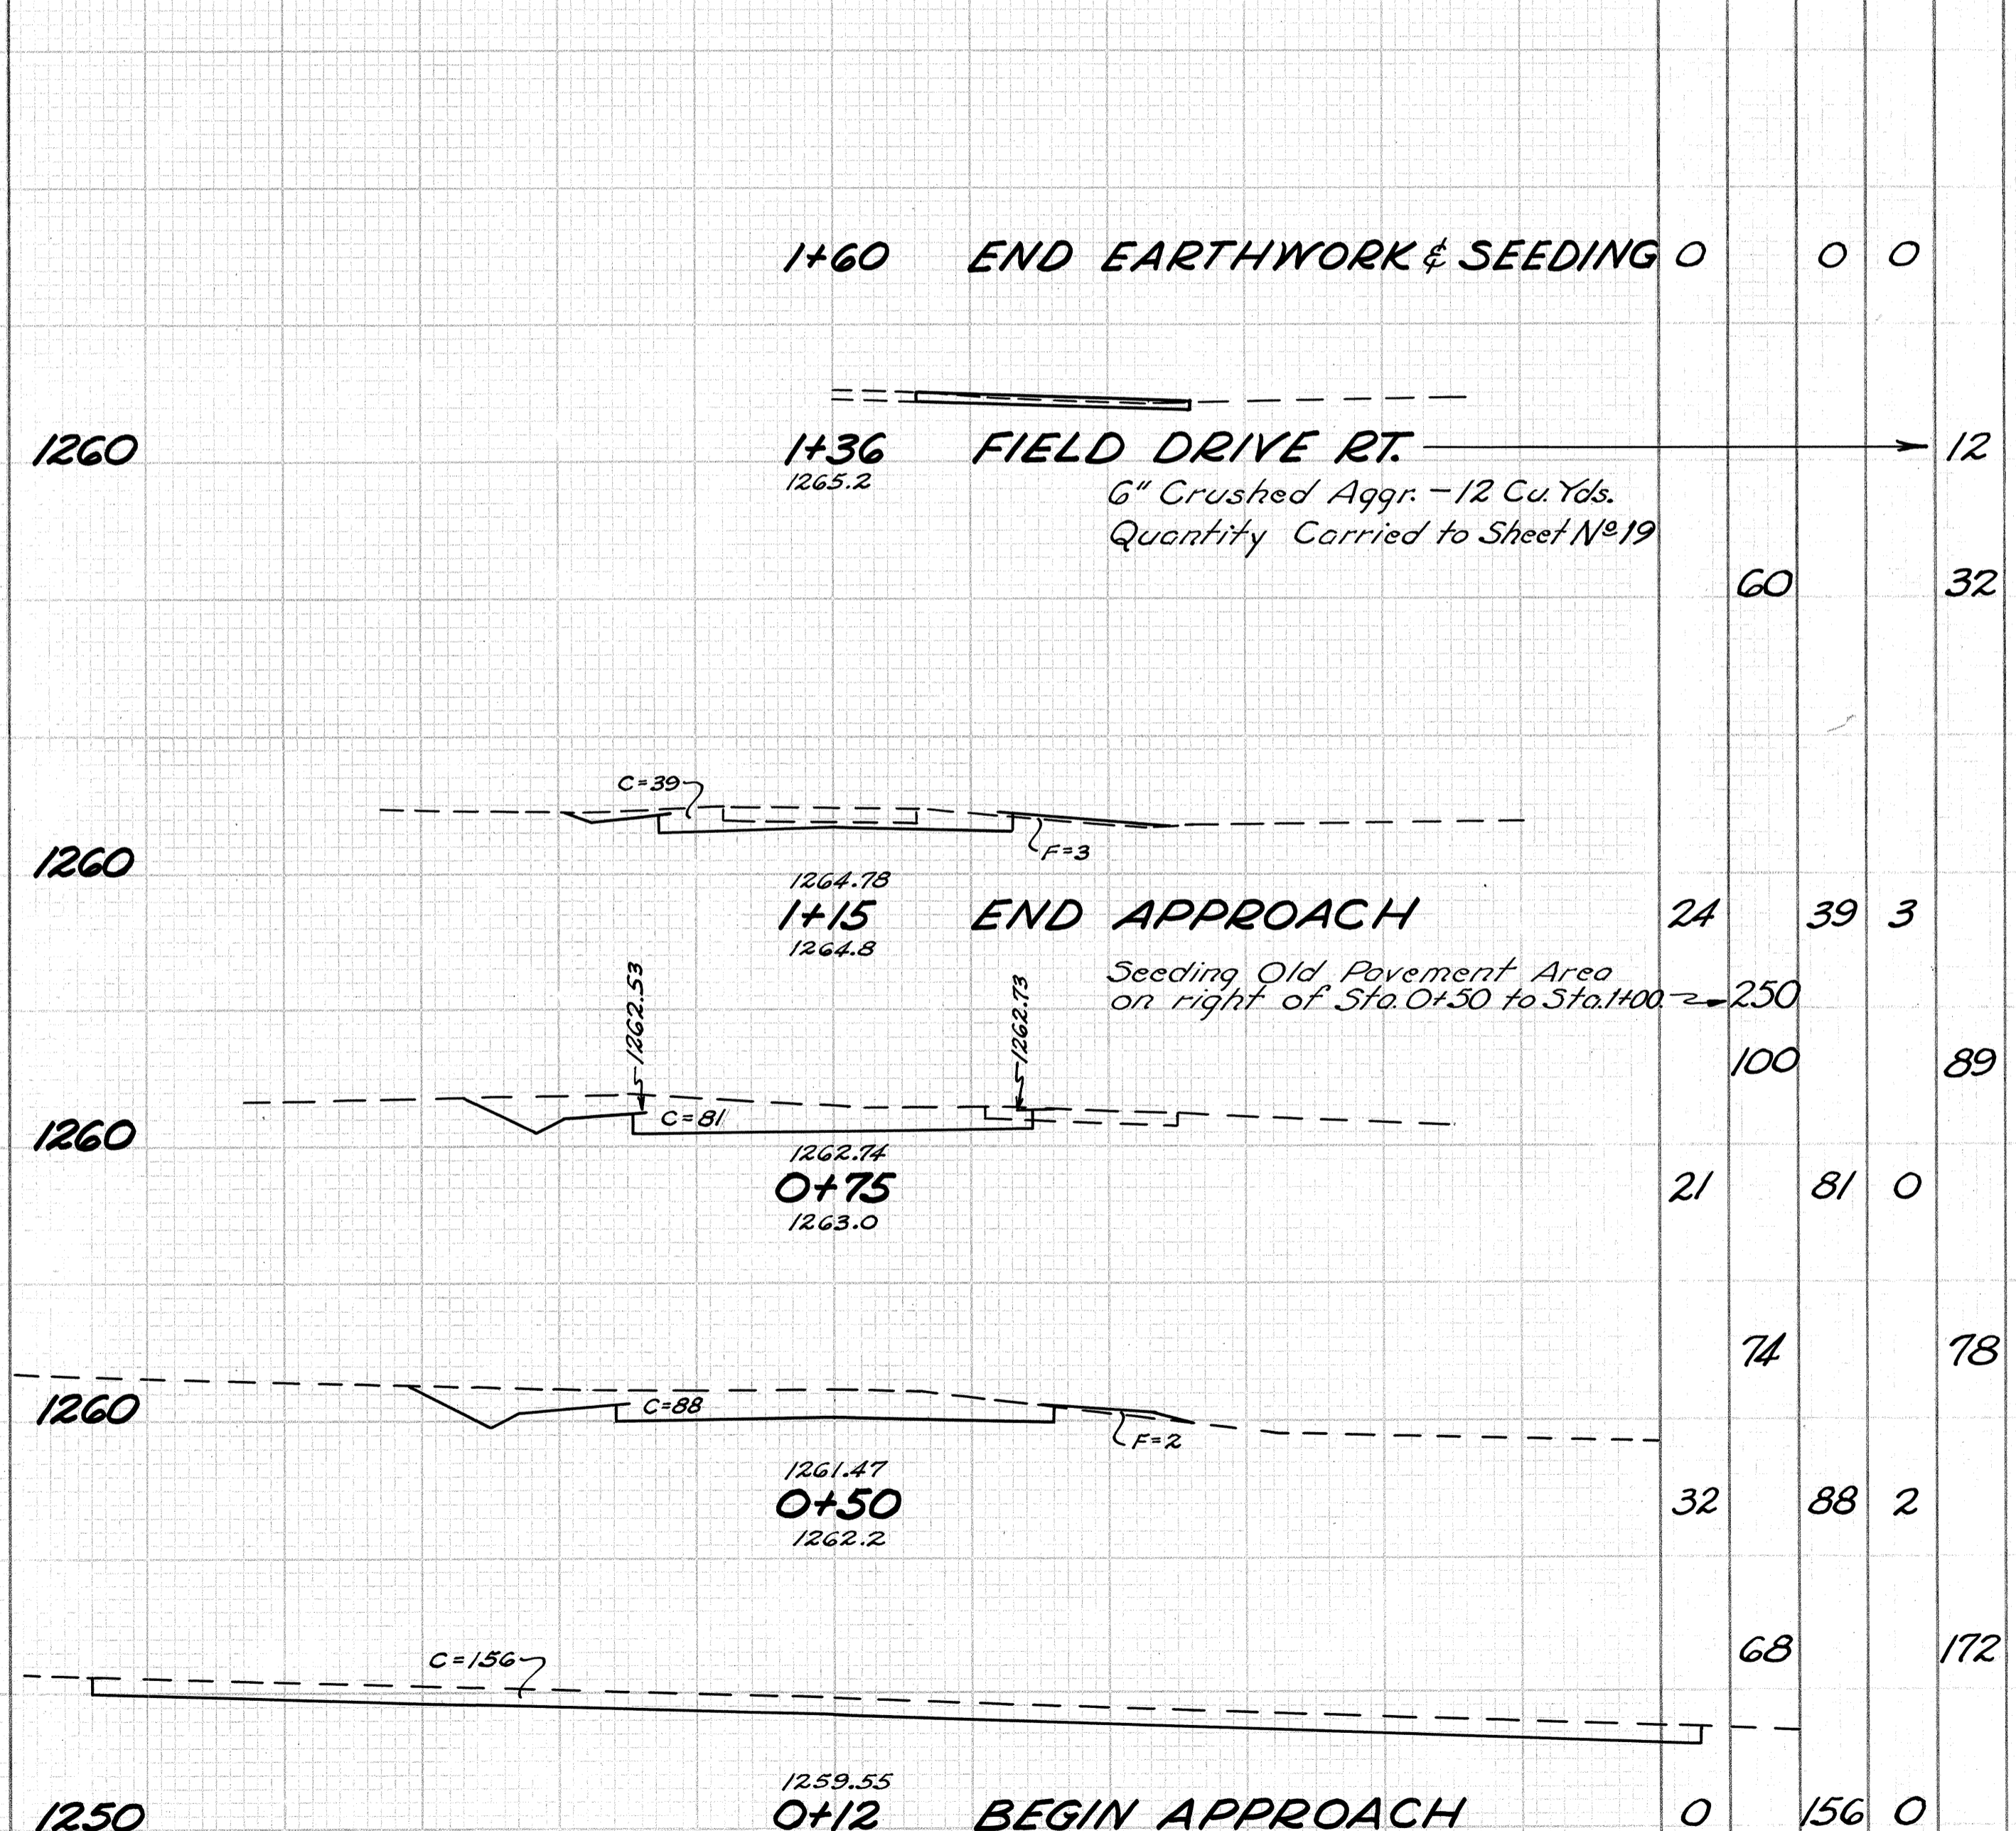 1+60 END EARTHWORK & SEEDING 0 0 0
1260 1+36 FIELD DRIVE RT. 12
1265.2
6" Crushed Aggr. - 12 Cu. Yds.
Quantity Carried to Sheet Nº 19
60 32
C=39
F=3
1260
1264.78
1+15 END APPROACH 24 39 3
1264.8
Seeding Old Pavement Area
on right of Sta. 0+50 to Sta. 1+00. 250
1262.53
1262.73
100 89
C=81
1260
1262.74
0+75 21 81 0
1263.0
74 78
1260 C=88
F=2
1261.47
0+50 32 88 2
1262.2
68 172
C=156
1259.55
1250 0+12 BEGIN APPROACH 0 156 0